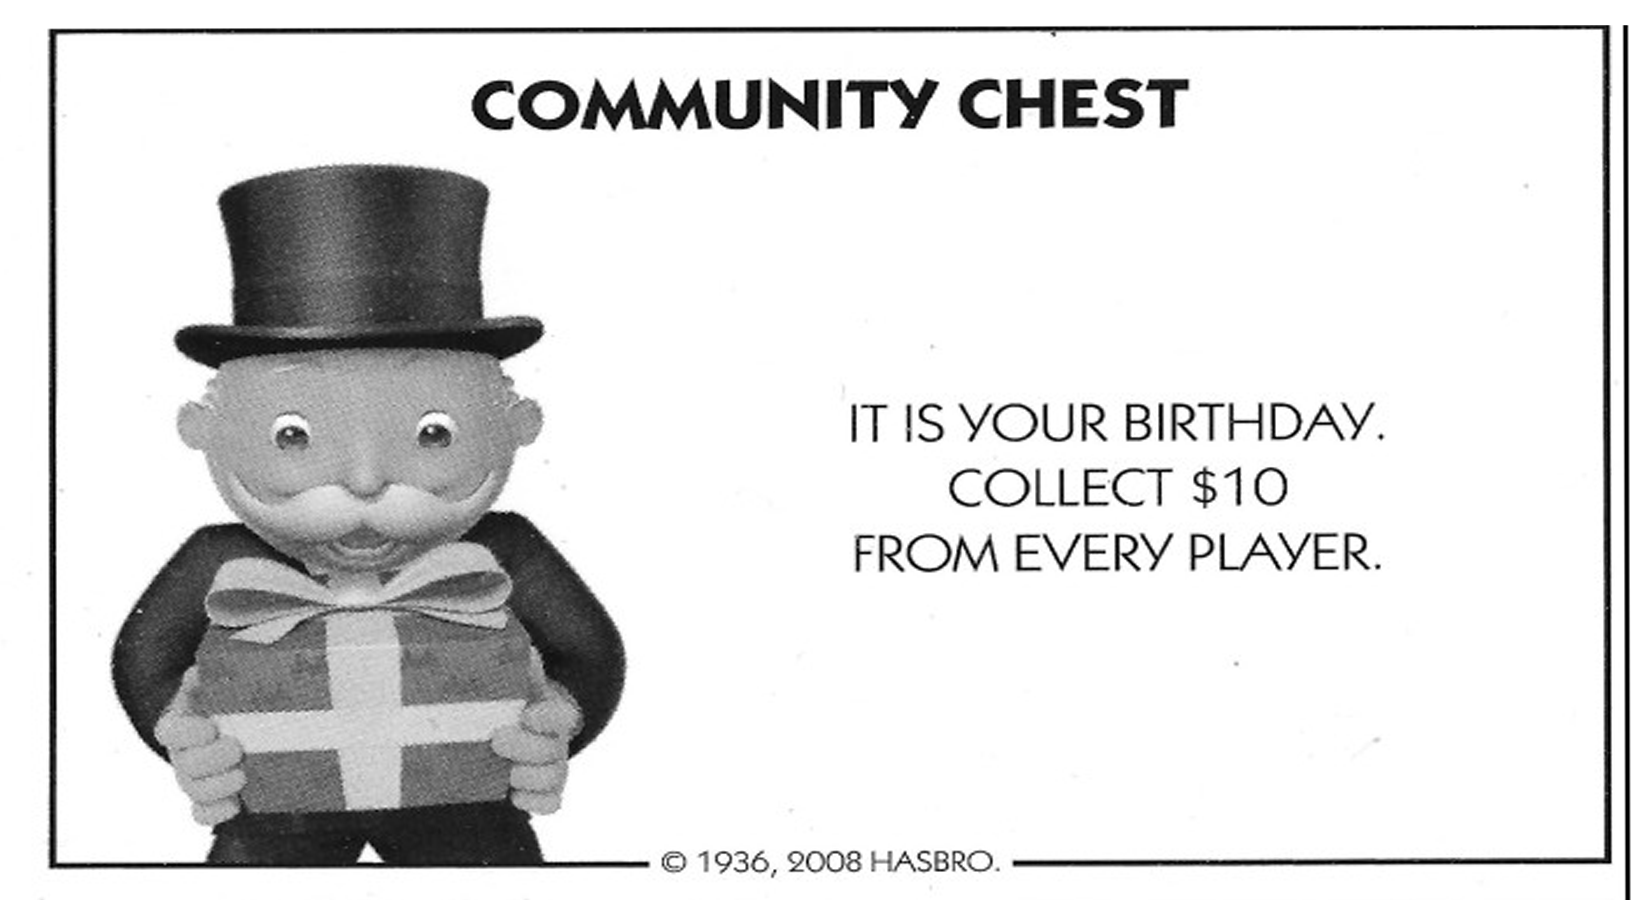 COMMUNITY CHEST
IT IS YOUR BIRTHDAY.
COLLECT $10
FROM EVERY PLAYER.
© 1936, 2008 HASBRO.